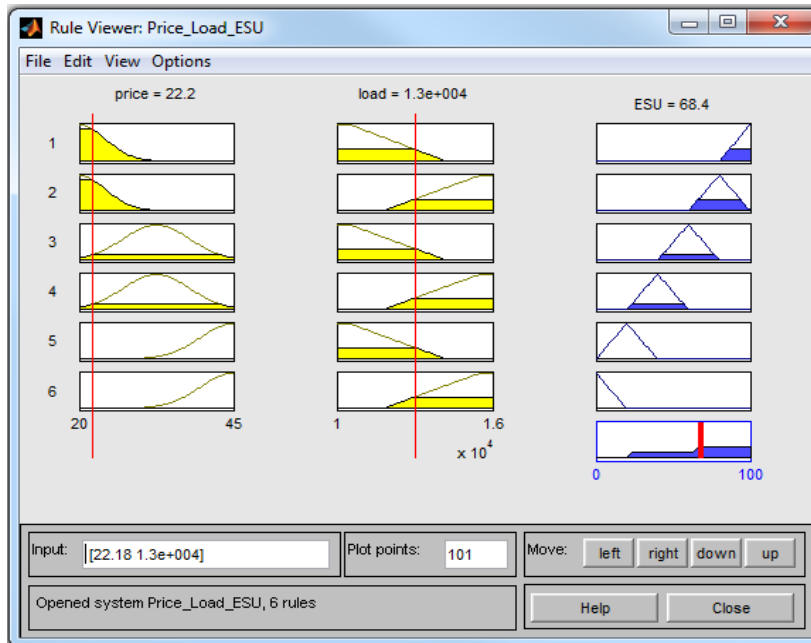 Rule Viewer: Price_Load_ESU
File Edit View Options
price = 22.2
load = 1.3e+004
ESU = 68.4
1
2
3
4
5
6
20 45
1 1.6
x 10^4
0 100
Input: [22.18 1.3e+004]
Plot points: 101
Move: left right down up
Opened system Price_Load_ESU, 6 rules
Help Close